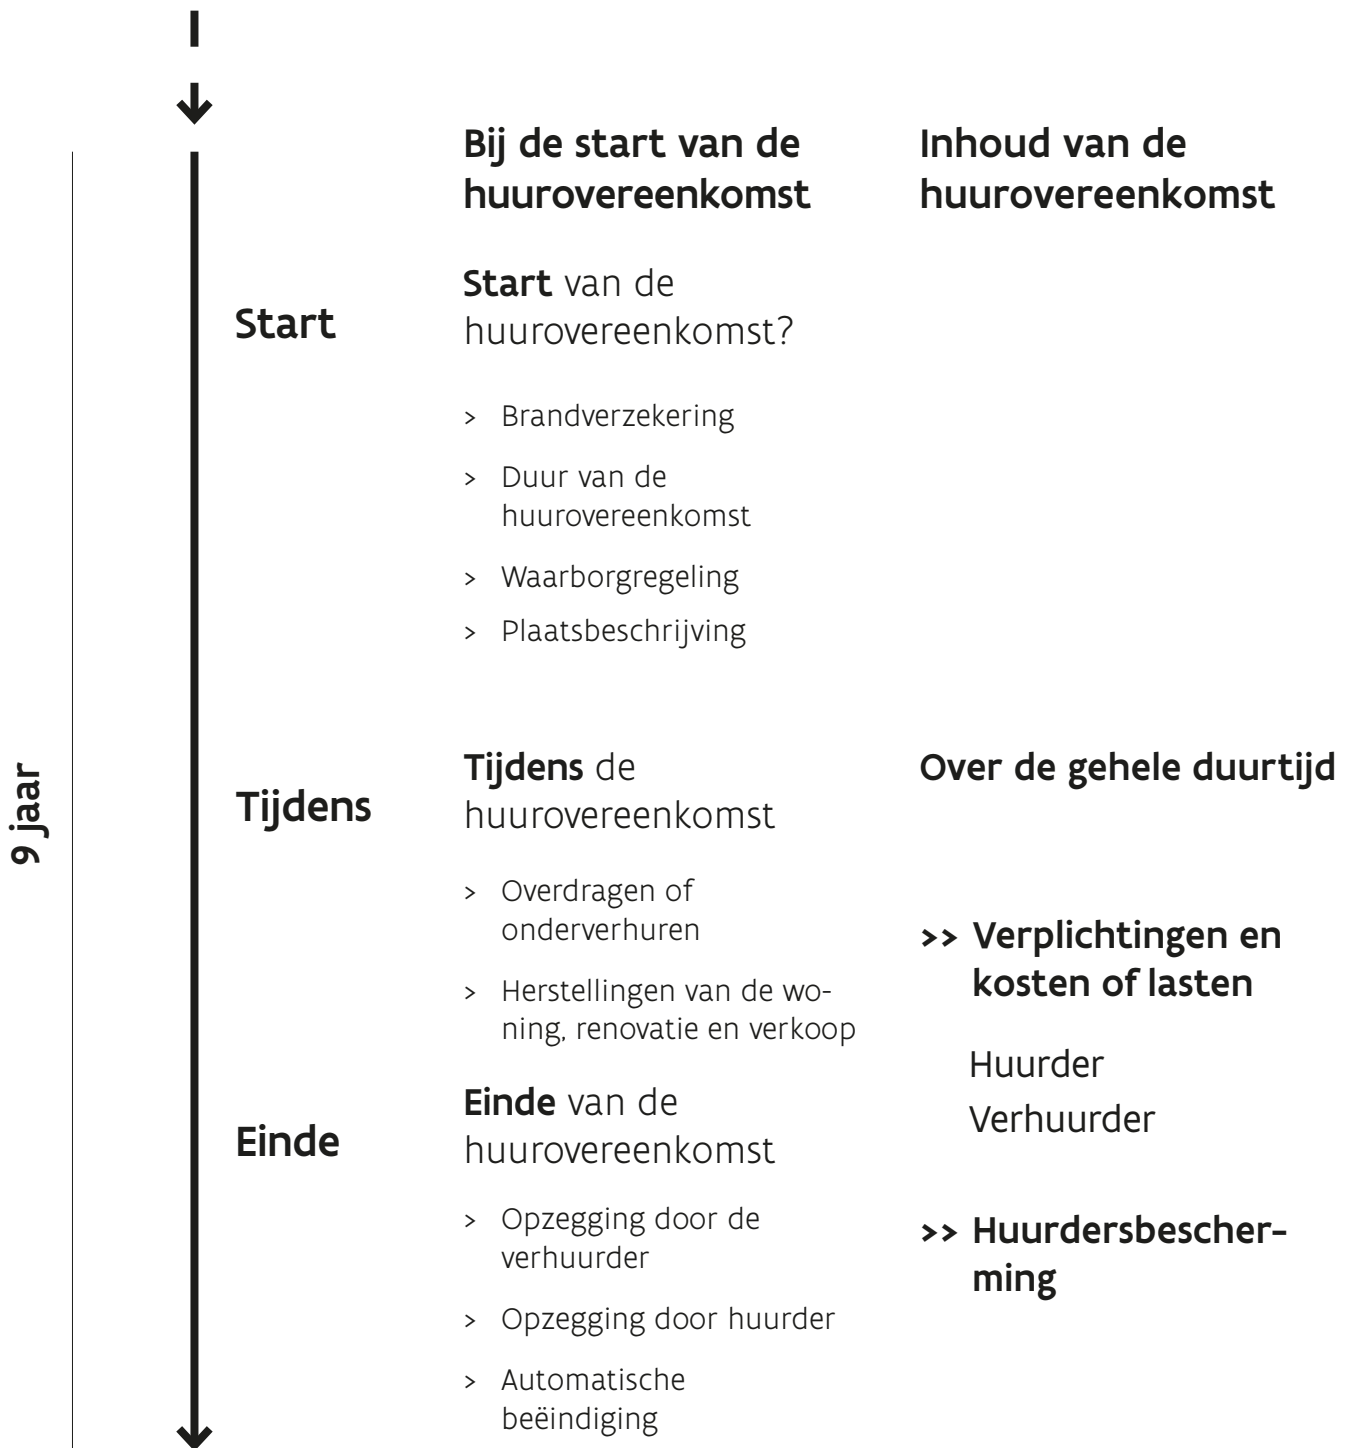 Bij de start van de
huurovereenkomst
Inhoud van de
huurovereenkomst
Start
Start van de
huurovereenkomst?
> Brandverzekering
> Duur van de
huurovereenkomst
> Waarborgregeling
> Plaatsbeschrijving
9 jaar
Tijdens
Tijdens de
huurovereenkomst
> Overdragen of
onderverhuren
> Herstellingen van de wo-
ning, renovatie en verkoop
Einde
Einde van de
huurovereenkomst
> Opzegging door de
verhuurder
> Opzegging door huurder
> Automatische
beëindiging
Over de gehele duurtijd
>> Verplichtingen en
kosten of lasten
Huurder
Verhuurder
>> Huurdersbescher-
ming